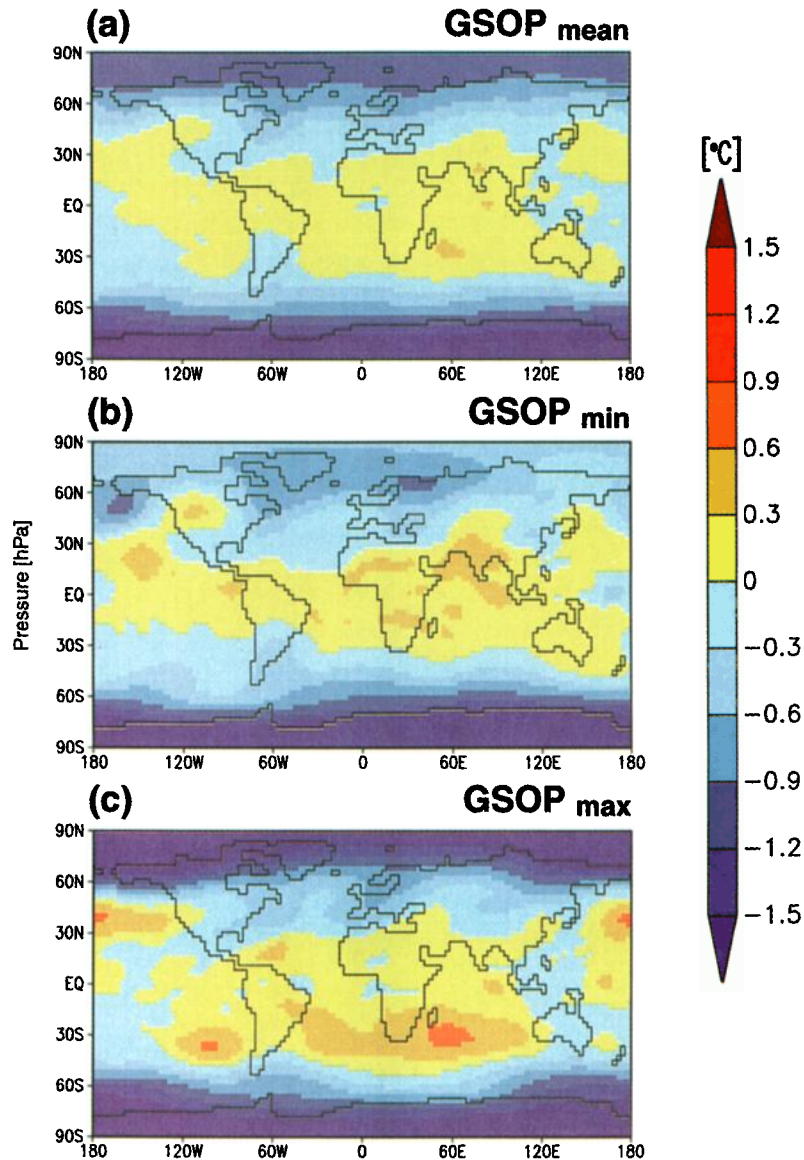 (a) GSOP mean
90N
60N
30N
EQ
30S
60S
90S
180 120W 60W 0 60E 120E 180
(b) GSOP min
90N
60N
30N
EQ
30S
60S
90S
180 120W 60W 0 60E 120E 180
(c) GSOP max
90N
60N
30N
EQ
30S
60S
90S
180 120W 60W 0 60E 120E 180
Pressure [hPa]
[°C]
1.5
1.2
0.9
0.6
0.3
0
−0.3
−0.6
−0.9
−1.2
−1.5